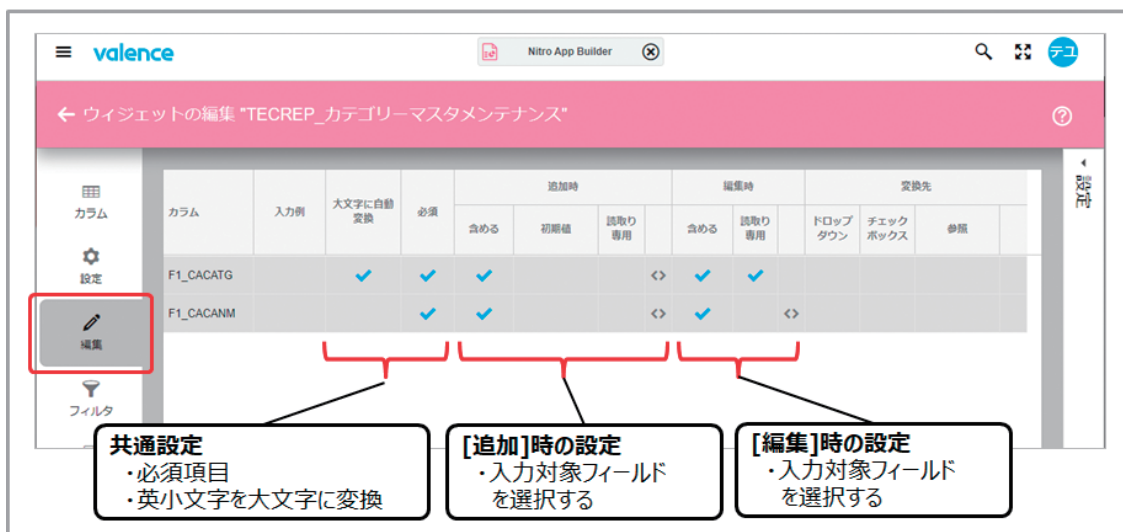 valence
Nitro App Builder
テユ
ウィジェットの編集 "TECREP_カテゴリーマスタメンテナンス"
設定
カラム
設定
編集
フィルタ
追加時 編集時 変換先
カラム 入力例 大文字に自動
変換 必須 含める 初期値 読取り
専用 含める 読取り
専用 ドロップ
ダウン チェック
ボックス 参照
F1_CACATG <>
F1_CACANM <> <>
共通設定
・必須項目
・英小文字を大文字に変換
[追加]時の設定
・入力対象フィールド
を選択する
[編集]時の設定
・入力対象フィールド
を選択する